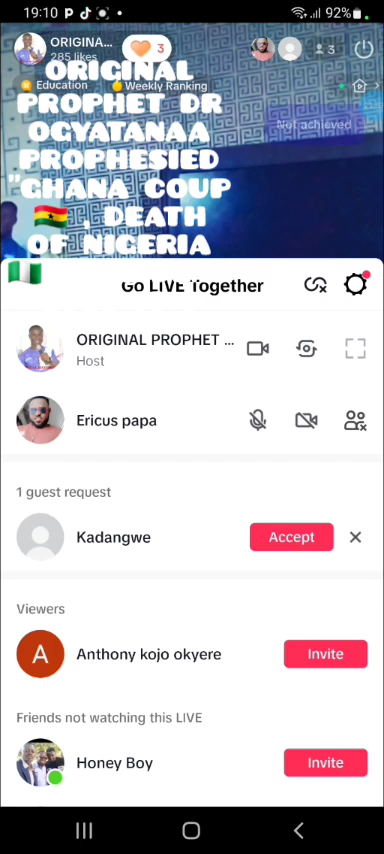 19:10
92%
ORIGINA...
3
3
285 likes
Education
Weekly Ranking
Not achieved
ORIGINAL
PROPHET DR
OGYATANAA
PROPHESIED
"GHANA COUP
🇬🇭, DEATH
OF NIGERIA
🇳🇬
Go LIVE Together
ORIGINAL PROPHET ...
Host
Ericus papa
1 guest request
Kadangwe
Accept
Viewers
A
Anthony kojo okyere
Invite
Friends not watching this LIVE
Honey Boy
Invite